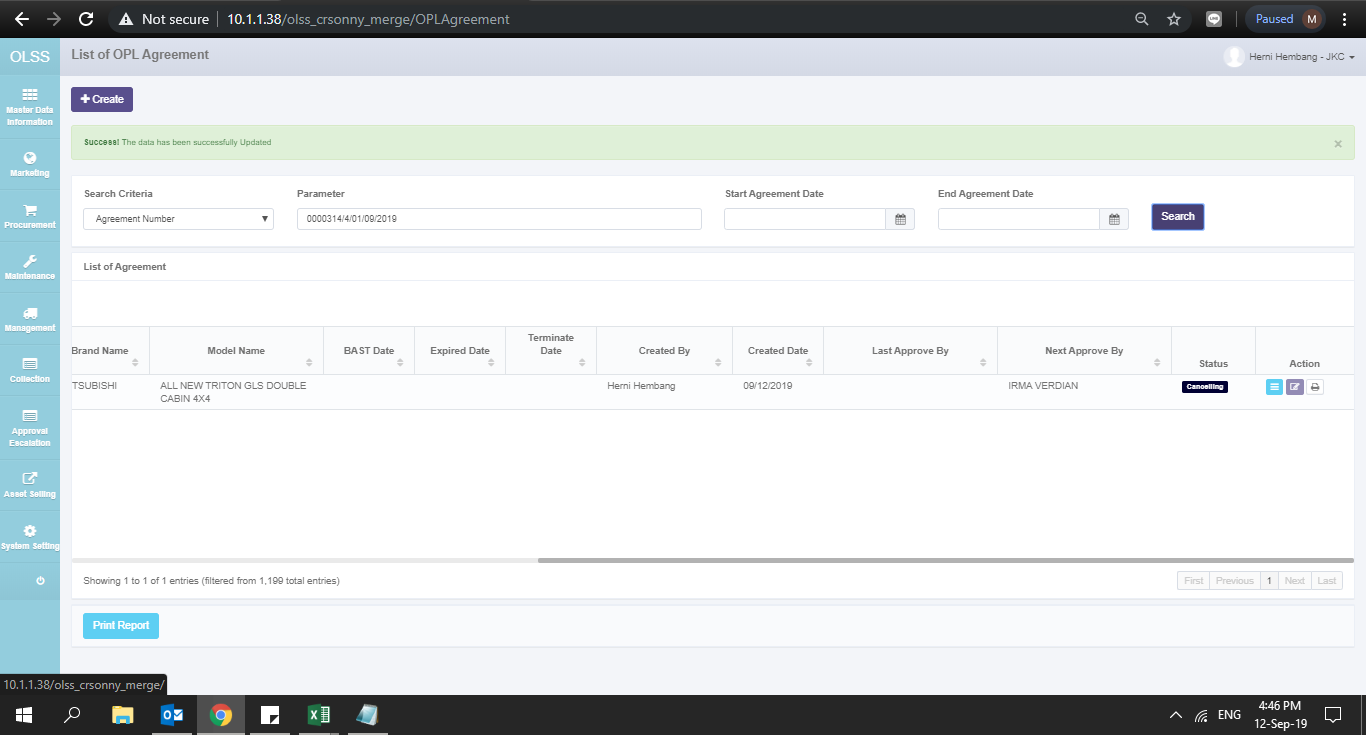 Not secure
10.1.1.38/olss_crsonny_merge/OPLAgreement
Paused M
OLSS
List of OPL Agreement
Herni Hembang - JKC
Master Data
Information
Marketing
Procurement
Maintenance
Management
Collection
Approval
Escalation
Asset Selling
System Setting
+ Create
Success! The data has been successfully Updated
×
Search Criteria
Parameter
Start Agreement Date
End Agreement Date
Agreement Number
0000314/4/01/09/2019
Search
List of Agreement
Brand Name
Model Name
BAST Date
Expired Date
Terminate
Date
Created By
Created Date
Last Approve By
Next Approve By
Status
Action
TSUBISHI
ALL NEW TRITON GLS DOUBLE
CABIN 4X4
Herni Hembang
09/12/2019
IRMA VERDIAN
Cancelling
Showing 1 to 1 of 1 entries (filtered from 1,199 total entries)
First Previous 1 Next Last
Print Report
10.1.1.38/olss_crsonny_merge/
ENG
4:46 PM
12-Sep-19